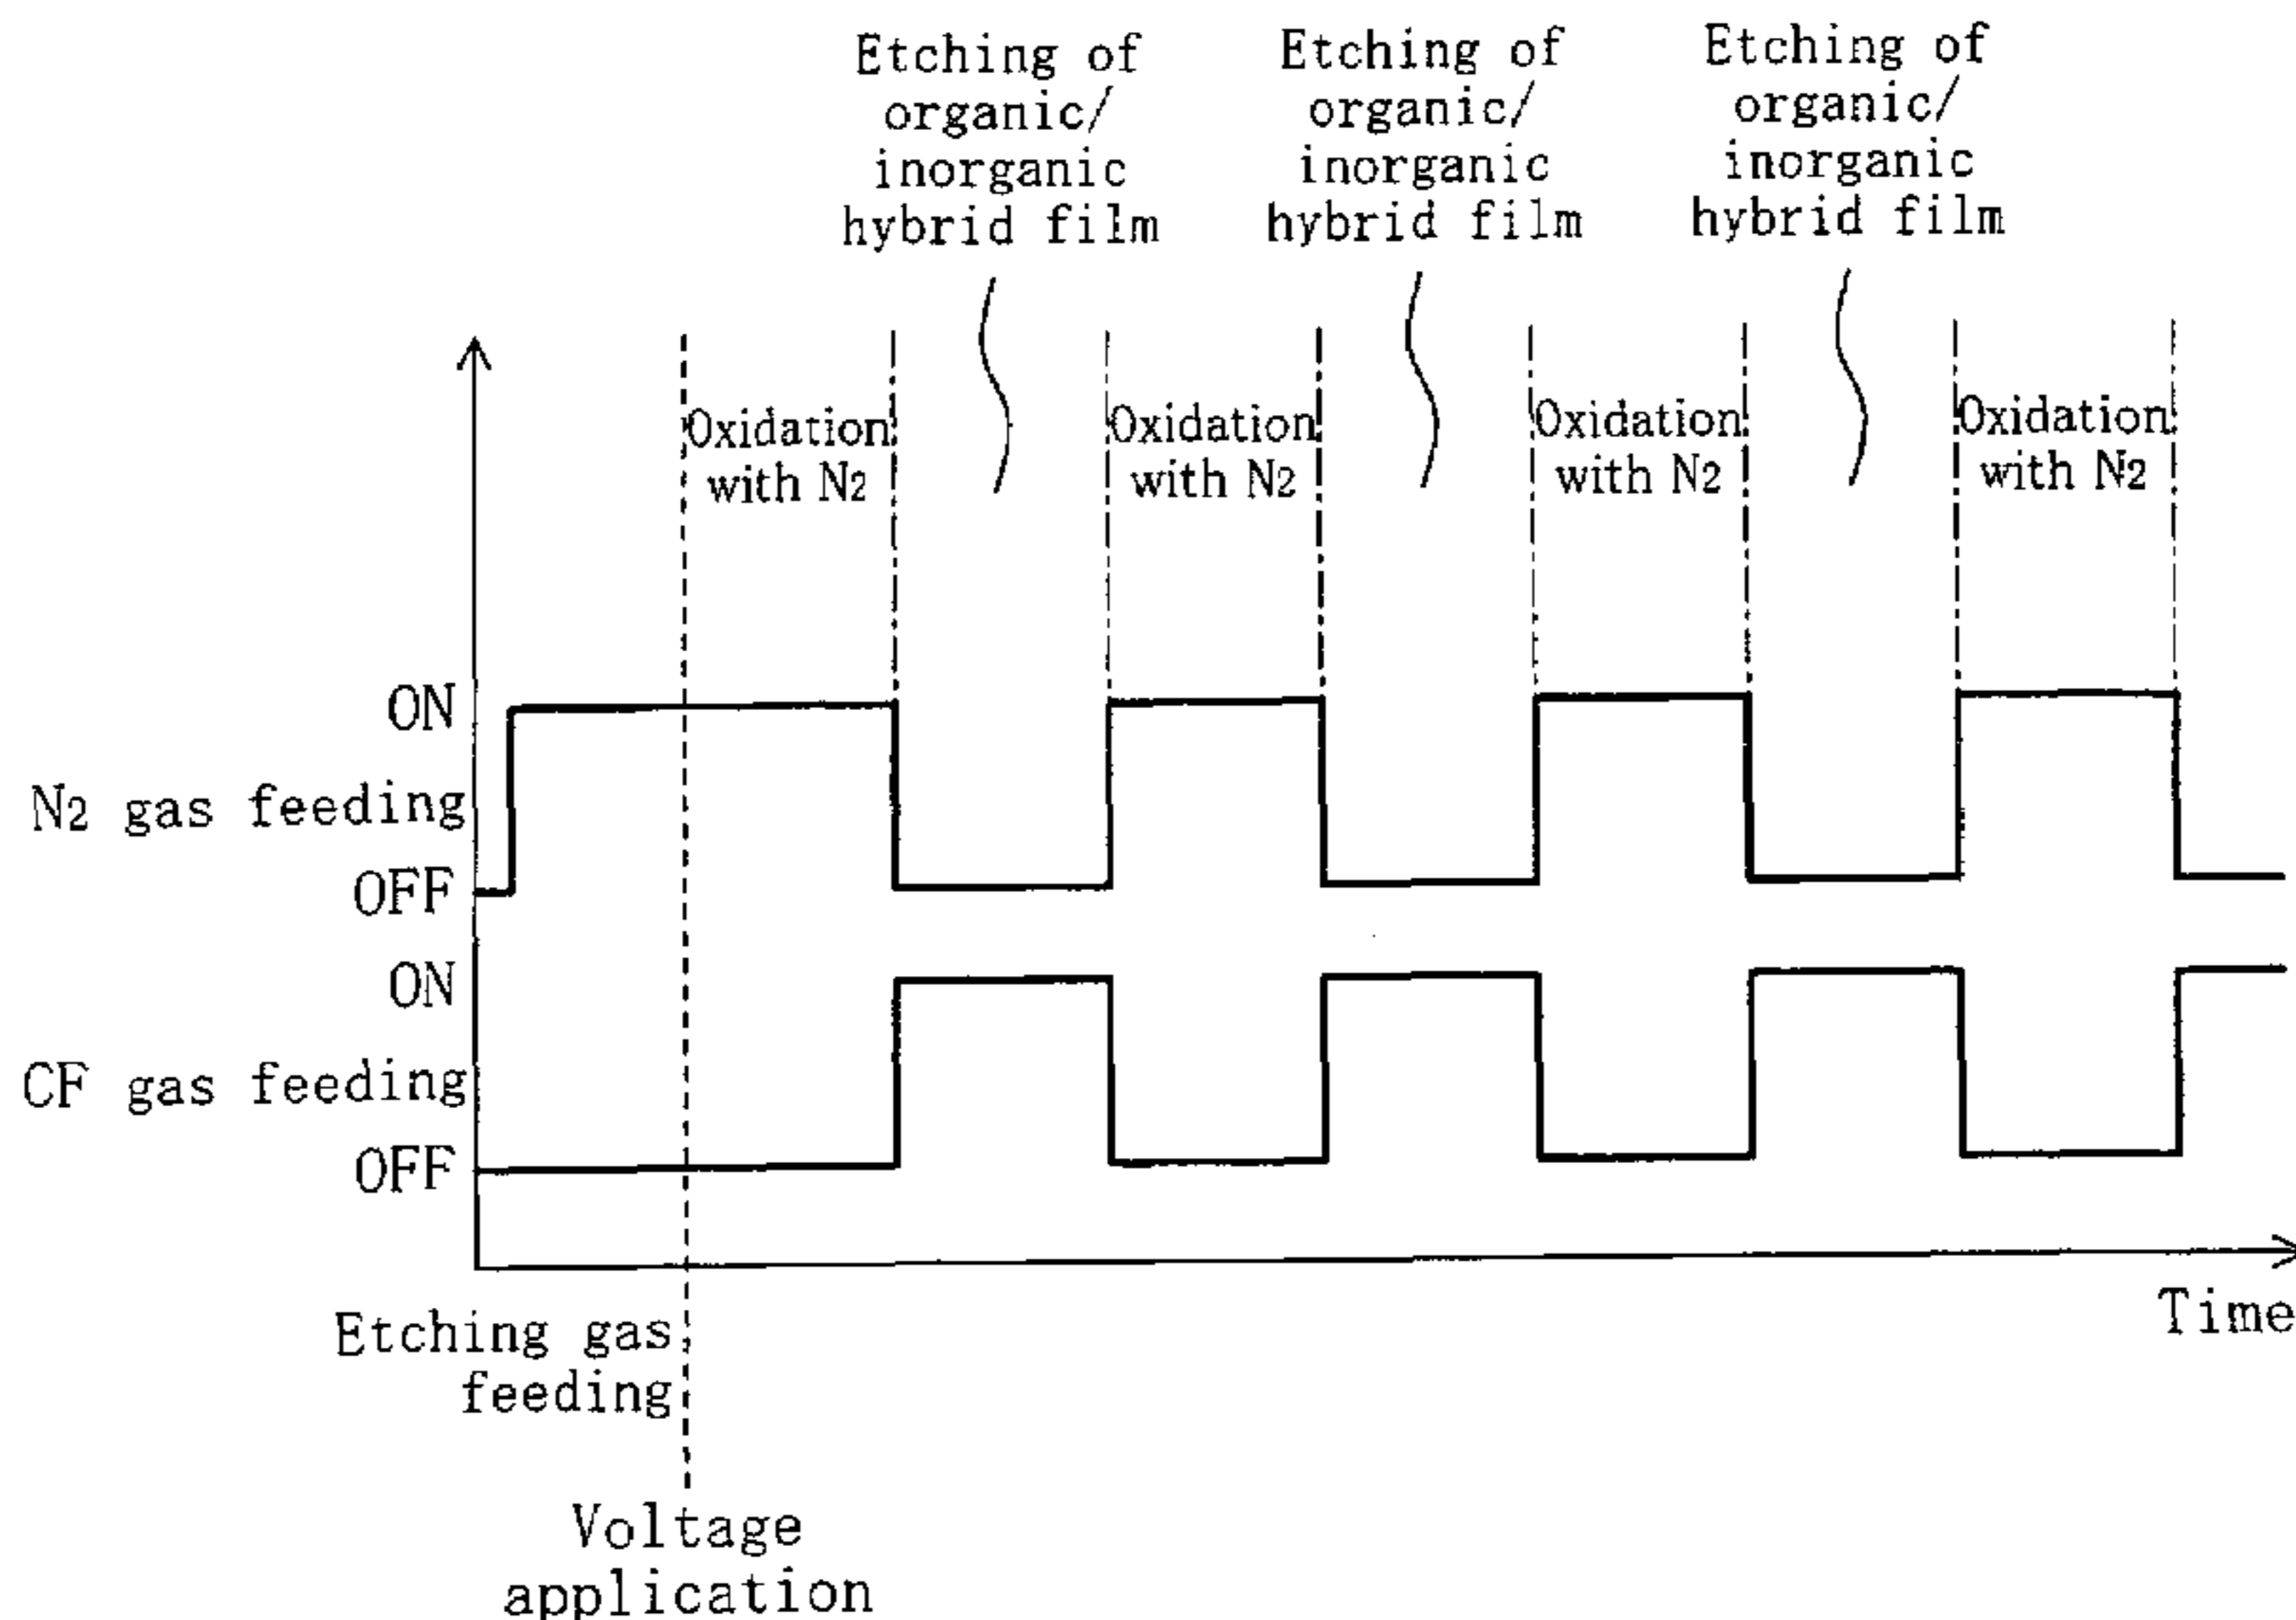 Etching of
organic/
inorganic
hybrid film
Etching of
organic/
inorganic
hybrid film
Etching of
organic/
inorganic
hybrid film
Oxidation
with N2
Oxidation
with N2
Oxidation
with N2
Oxidation
with N2
ON
N2 gas feeding
OFF
ON
CF gas feeding
OFF
Time
Etching gas
feeding
Voltage
application